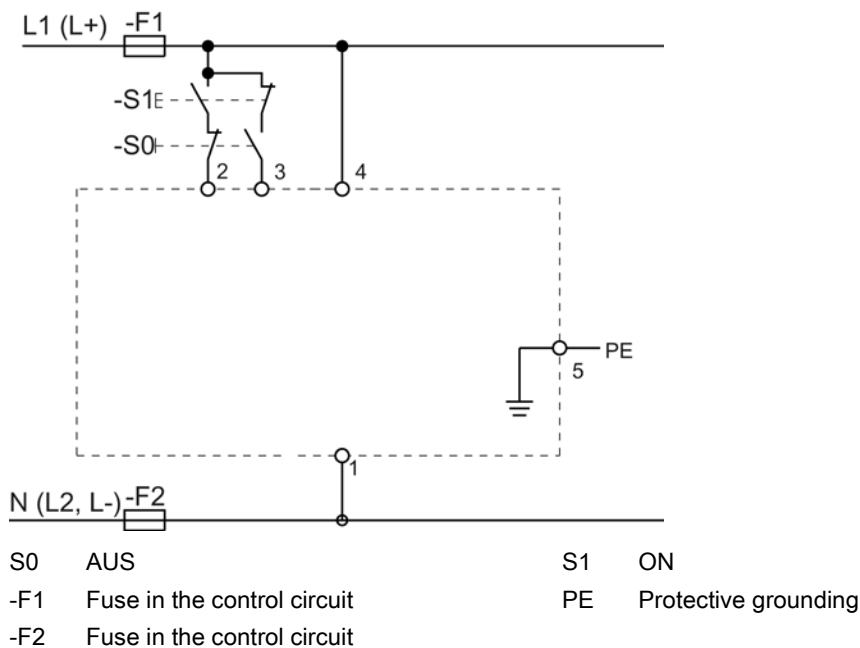 L1 (L+) -F1
-S1E
-S0
2 3 4
PE
5
1
N (L2, L-) -F2
S0 AUS S1 ON
-F1 Fuse in the control circuit PE Protective grounding
-F2 Fuse in the control circuit